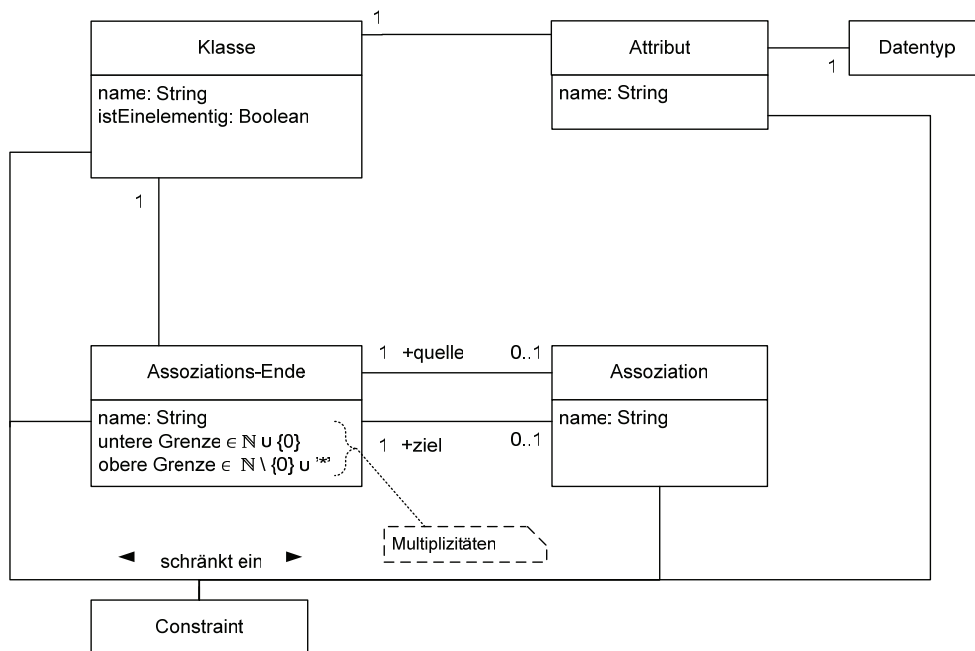 1
Klasse
Attribut
Datentyp
1
name: String
istEinelementig: Boolean
name: String
1
1 +quelle 0..1
Assoziations-Ende
Assoziation
name: String
untere Grenze ∈ ℕ ∪ {0}
obere Grenze ∈ ℕ \ {0} ∪ '*'
name: String
1 +ziel 0..1
Multiplizitäten
◄ schränkt ein ►
Constraint